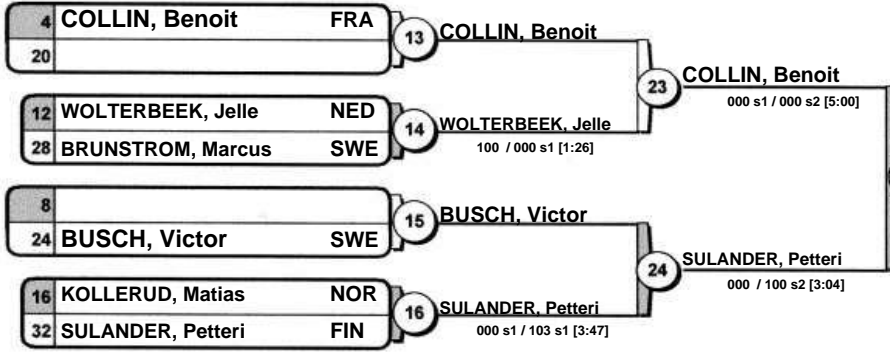 4 COLLIN, Benoit FRA
20
13 COLLIN, Benoit
12 WOLTERBEEK, Jelle NED
28 BRUNSTROM, Marcus SWE
14 WOLTERBEEK, Jelle
100 / 000 s1 [1:26]
23 COLLIN, Benoit
000 s1 / 000 s2 [5:00]
8
24 BUSCH, Victor SWE
15 BUSCH, Victor
16 KOLLERUD, Matias NOR
32 SULANDER, Petteri FIN
16 SULANDER, Petteri
000 s1 / 103 s1 [3:47]
24 SULANDER, Petteri
000 / 100 s2 [3:04]